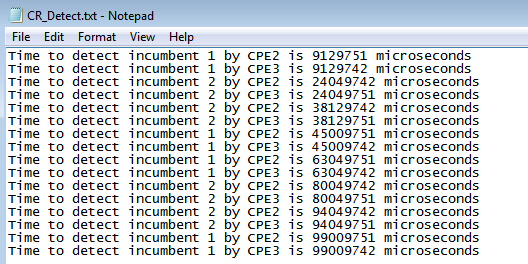 CR_Detect.txt - Notepad
File Edit Format View Help
Time to detect incumbent 1 by CPE2 is 9129751 microseconds
Time to detect incumbent 1 by CPE3 is 9129742 microseconds
Time to detect incumbent 2 by CPE2 is 24049742 microseconds
Time to detect incumbent 2 by CPE3 is 24049751 microseconds
Time to detect incumbent 2 by CPE2 is 38129742 microseconds
Time to detect incumbent 2 by CPE3 is 38129751 microseconds
Time to detect incumbent 1 by CPE2 is 45009751 microseconds
Time to detect incumbent 1 by CPE3 is 45009742 microseconds
Time to detect incumbent 1 by CPE2 is 63049751 microseconds
Time to detect incumbent 1 by CPE3 is 63049742 microseconds
Time to detect incumbent 2 by CPE2 is 80049742 microseconds
Time to detect incumbent 2 by CPE3 is 80049751 microseconds
Time to detect incumbent 2 by CPE2 is 94049742 microseconds
Time to detect incumbent 2 by CPE3 is 94049751 microseconds
Time to detect incumbent 1 by CPE2 is 99009751 microseconds
Time to detect incumbent 1 by CPE3 is 99009742 microseconds